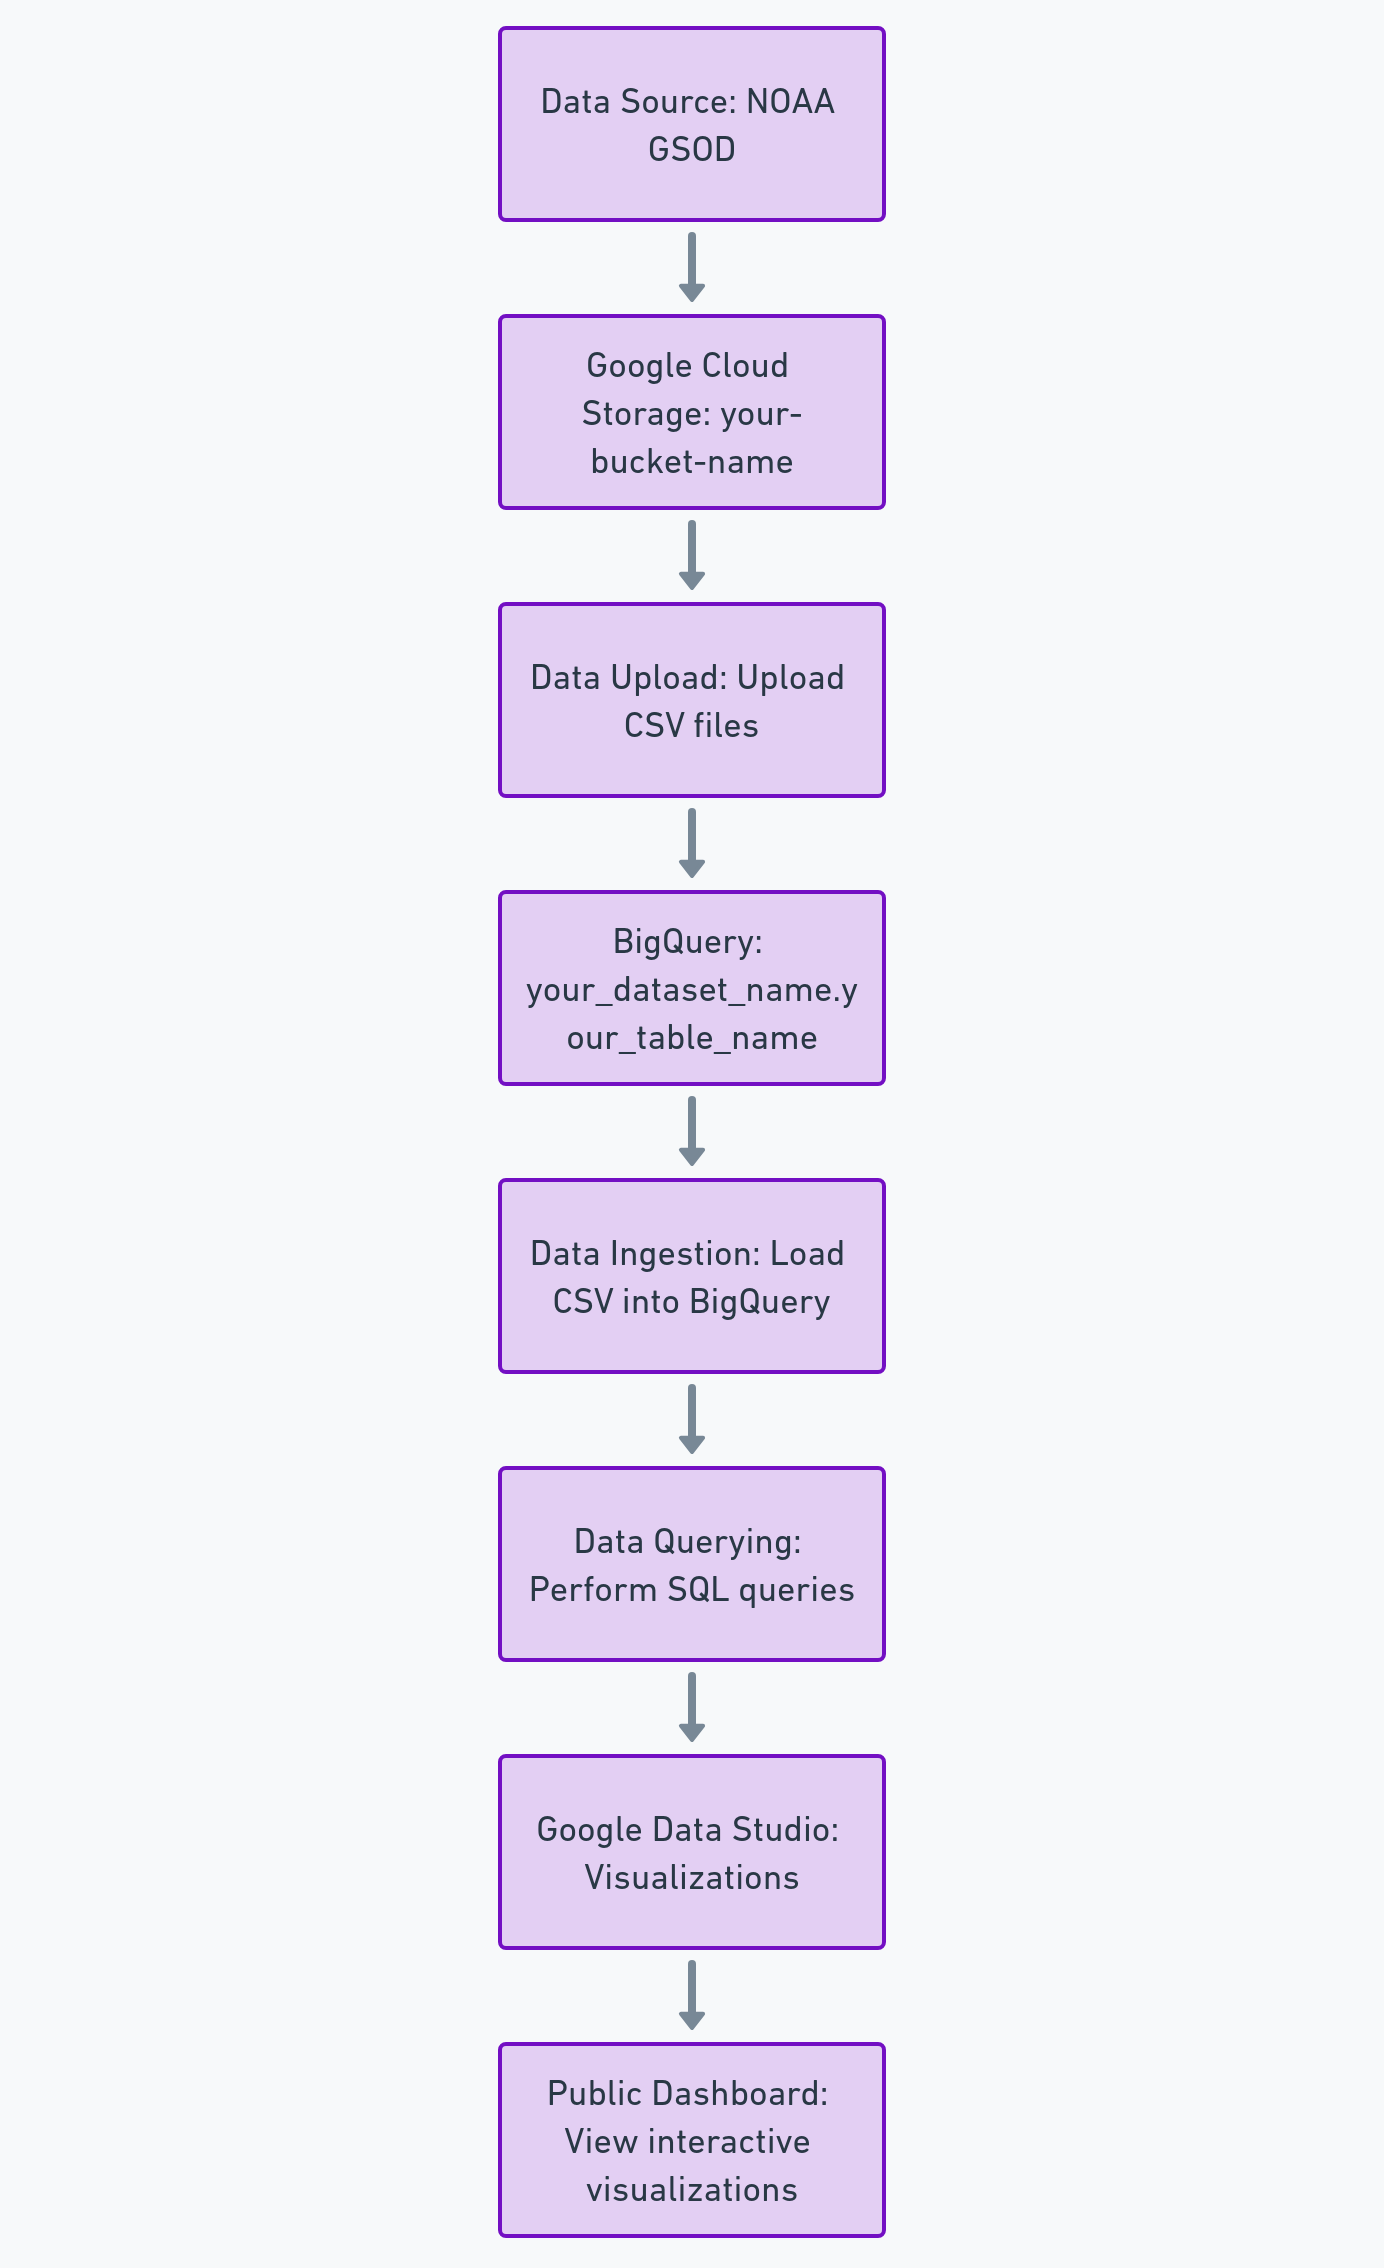 Data Source: NOAA
GSOD
Google Cloud
Storage: your-
bucket-name
Data Upload: Upload
CSV files
BigQuery:
your_dataset_name.y
our_table_name
Data Ingestion: Load
CSV into BigQuery
Data Querying:
Perform SQL queries
Google Data Studio:
Visualizations
Public Dashboard:
View interactive
visualizations